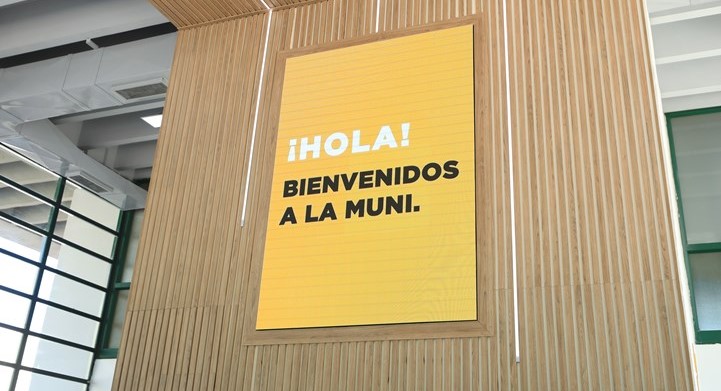 ¡HOLA!
BIENVENIDOS
A LA MUNI.